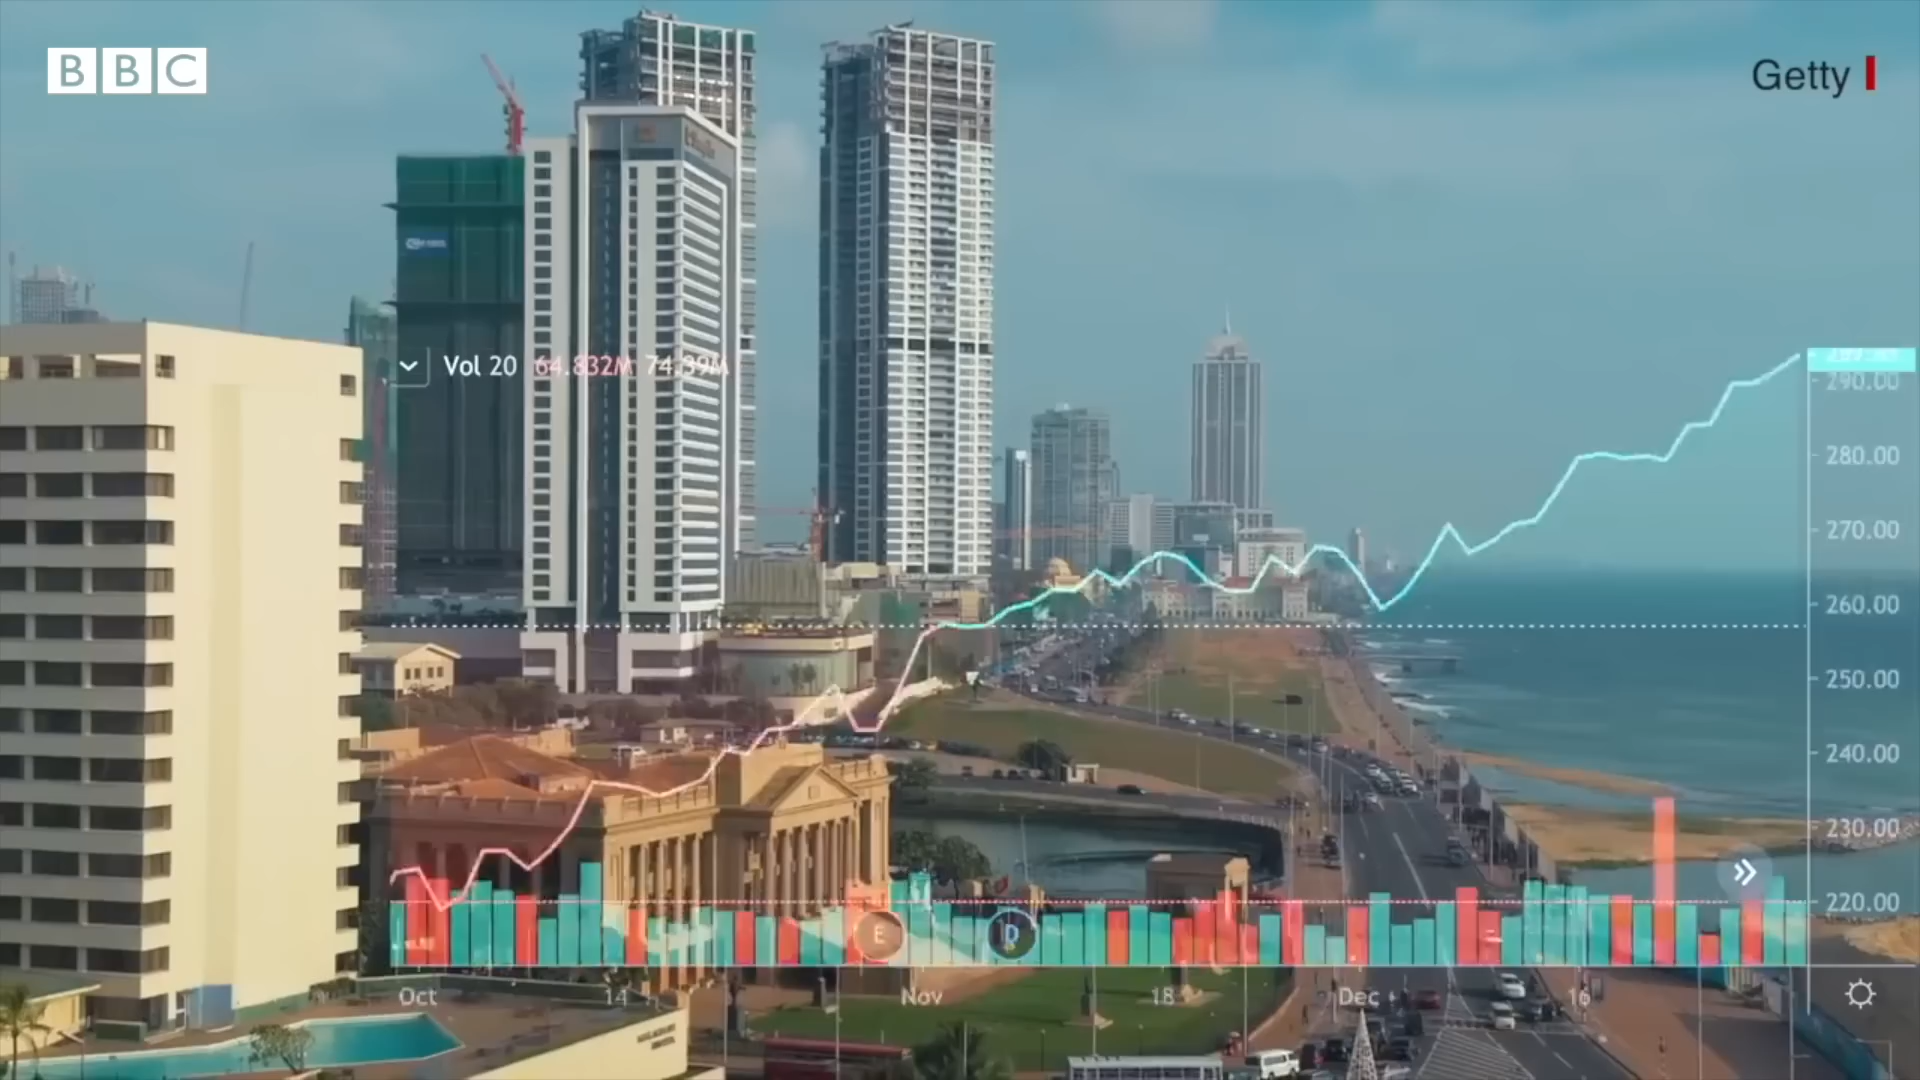 BBC
Getty
Vol 20 64.832M 74.39M
290.00
280.00
270.00
260.00
250.00
240.00
230.00
220.00
E
D
Oct 14 Nov 18 Dec 16